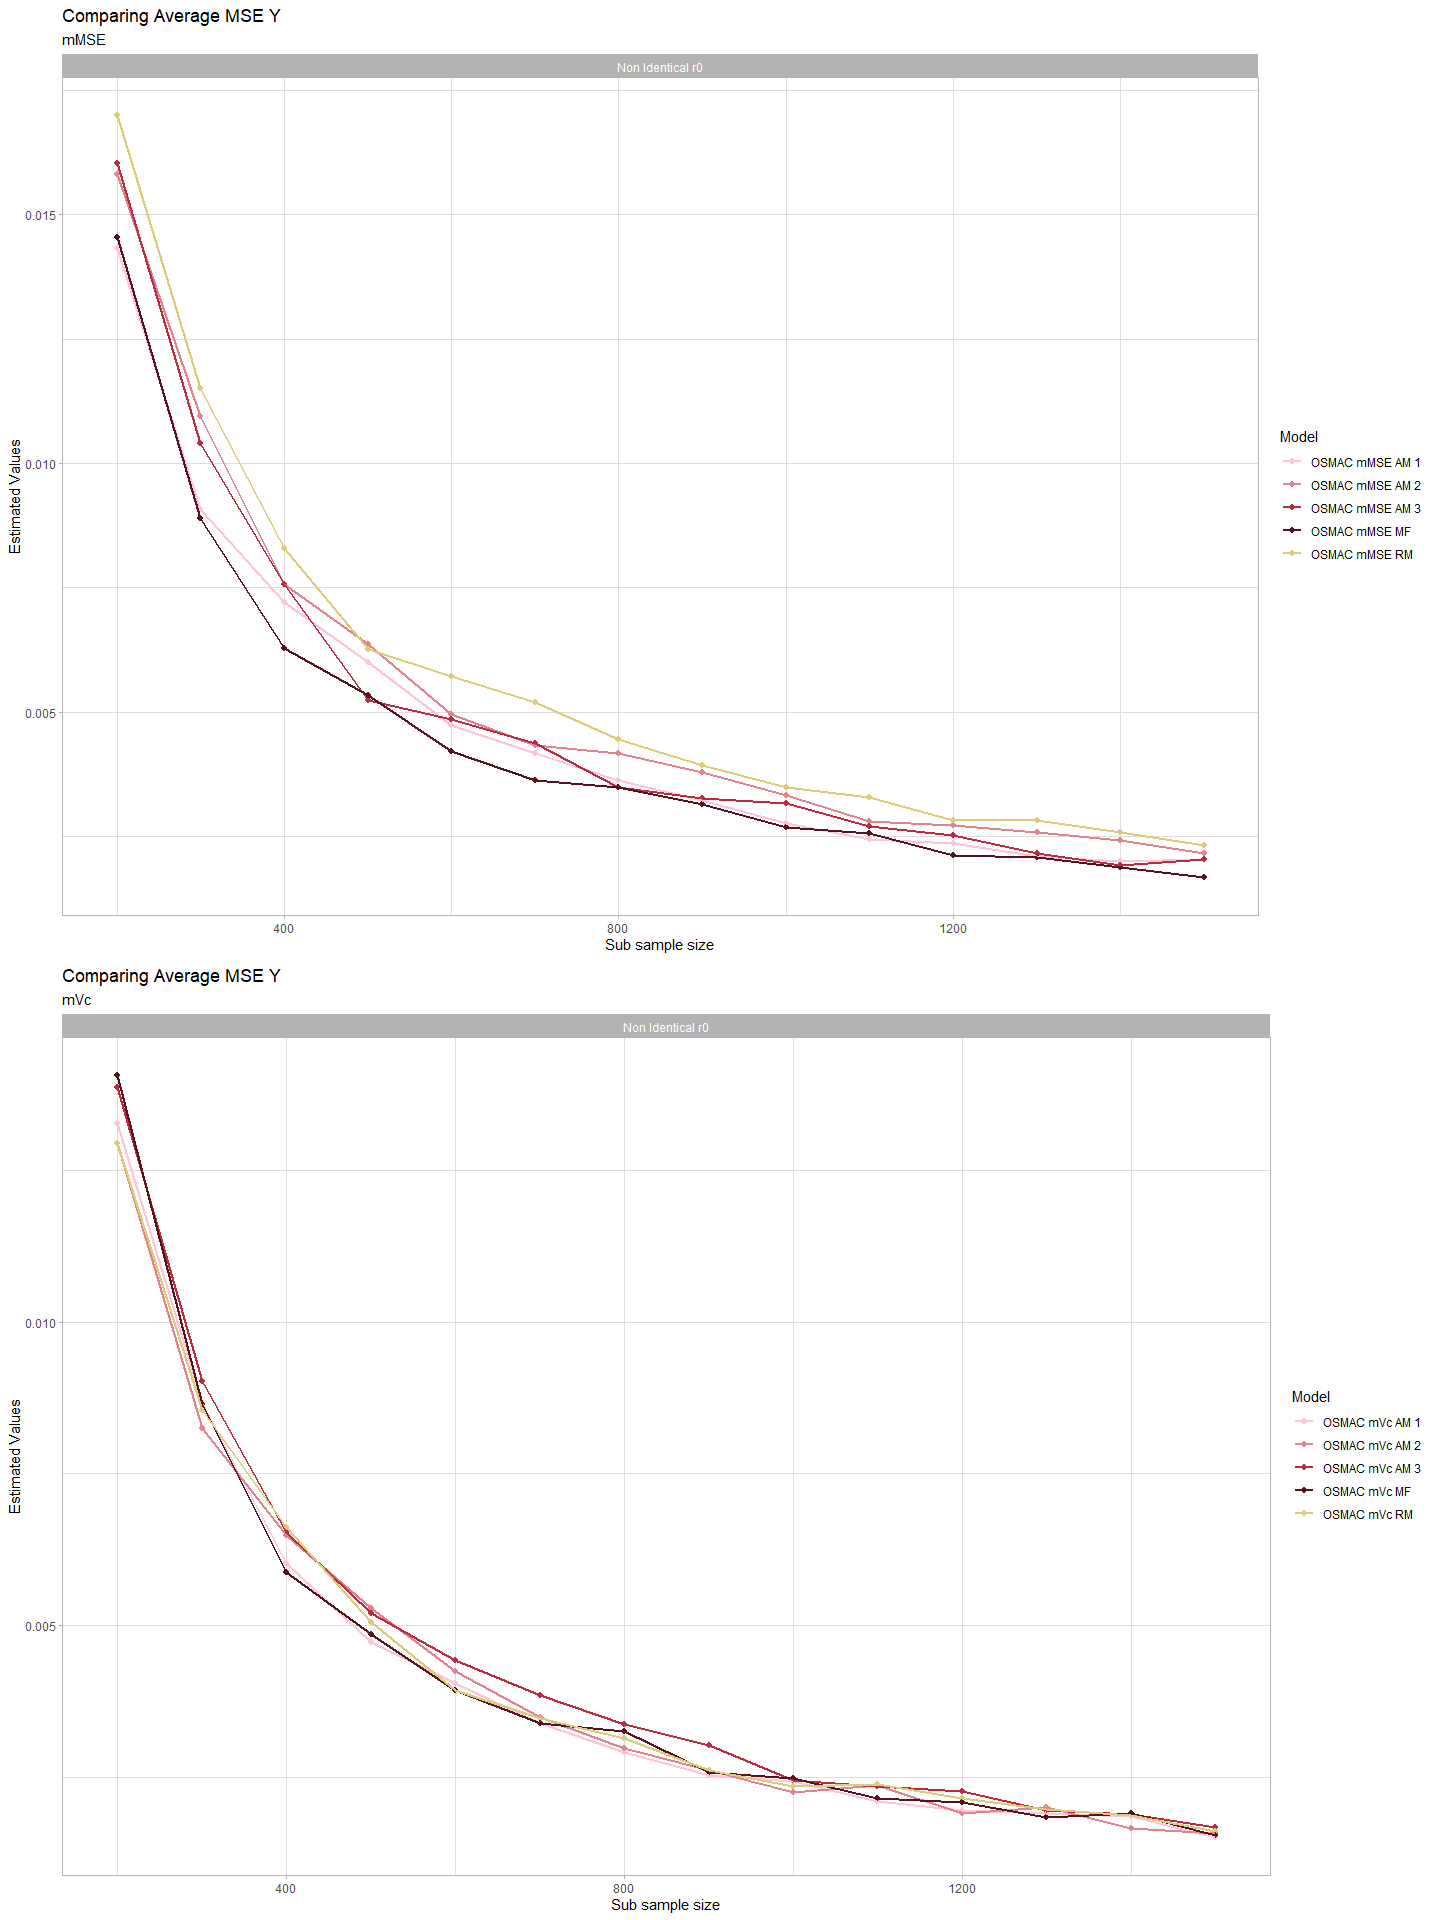 Comparing Average MSE Y
mMSE
Non Identical r0
0.015
0.010
0.005
Estimated Values
400
800
1200
Sub sample size
Model
OSMAC mMSE AM 1
OSMAC mMSE AM 2
OSMAC mMSE AM 3
OSMAC mMSE MF
OSMAC mMSE RM
Comparing Average MSE Y
mVc
Non Identical r0
0.010
0.005
Estimated Values
400
800
1200
Sub sample size
Model
OSMAC mVc AM 1
OSMAC mVc AM 2
OSMAC mVc AM 3
OSMAC mVc MF
OSMAC mVc RM